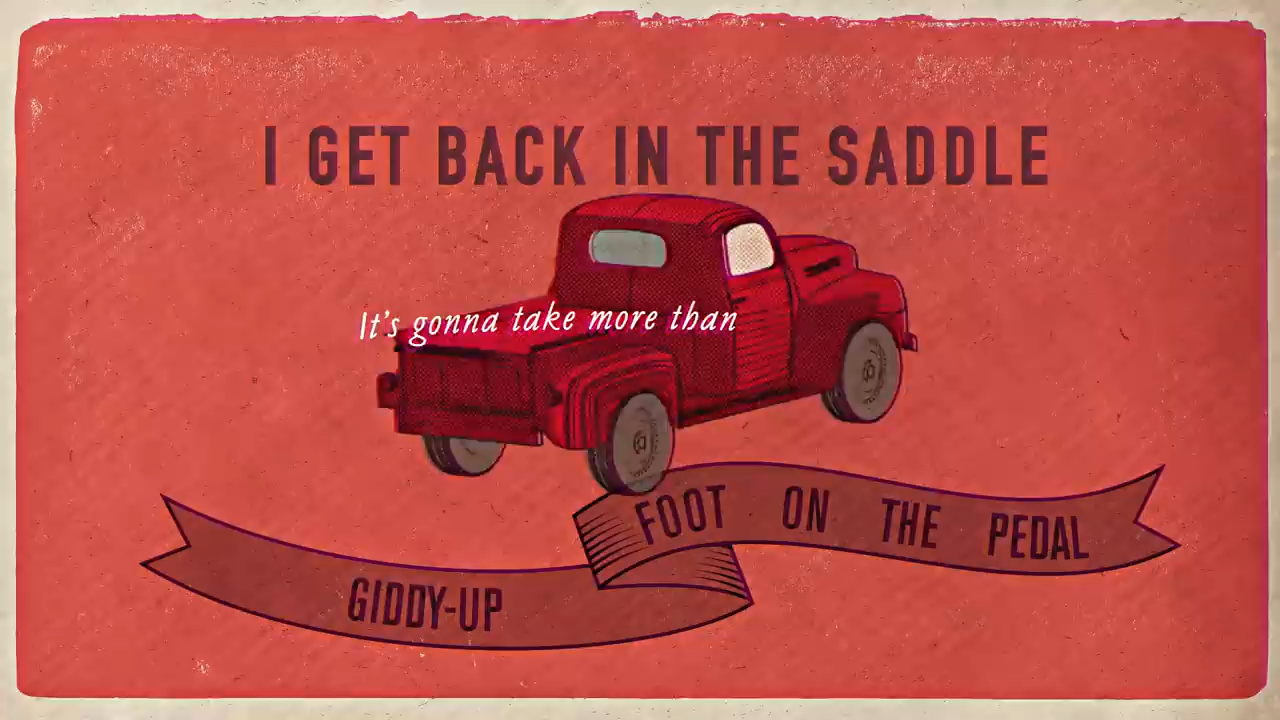 I GET BACK IN THE SADDLE
It's gonna take more than
GIDDY-UP
FOOT ON THE PEDAL